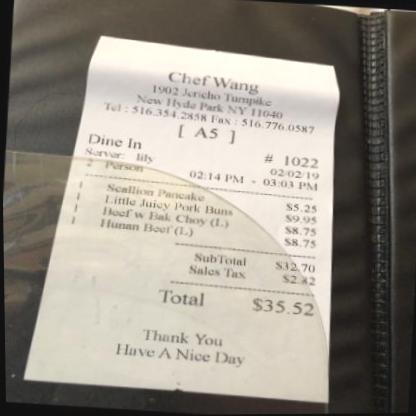 Chef Wang
1902 Jericho Turnpike
New Hyde Park NY 11040
Tel : 516.354.2858 Fax : 516.776.0587
[ A5 ]
Dine In # 1022
Server: lily 02/02/19
2 Person 02:14 PM - 03:03 PM
1 Scallion Pancake $5.25
1 Little Juicy Pork Buns $9.95
1 Beef w Bak Choy (L) $8.75
1 Hunan Beef (L) $8.75
SubTotal $32.70
Sales Tax $2.82
Total $35.52
Thank You
Have A Nice Day